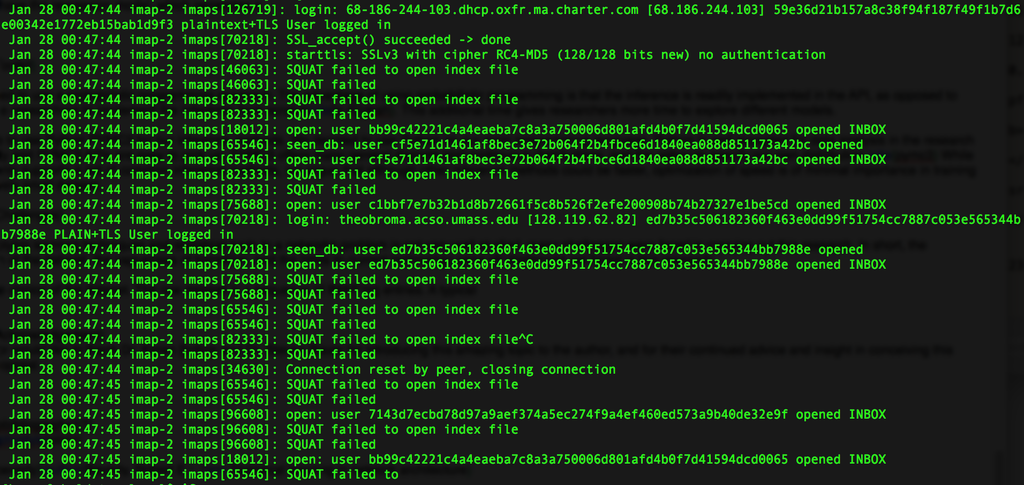 Jan 28 00:47:44 imap-2 imaps[126719]: login: 68-186-244-103.dhcp.oxfr.ma.charter.com [68.186.244.103] 59e36d21b157a8c38f94f187f49f1b7d6
e00342e1772eb15bab1d9f3 plaintext+TLS User logged in
Jan 28 00:47:44 imap-2 imaps[70218]: SSL_accept() succeeded -> done
Jan 28 00:47:44 imap-2 imaps[70218]: starttls: SSLv3 with cipher RC4-MD5 (128/128 bits new) no authentication
Jan 28 00:47:44 imap-2 imaps[46063]: SQUAT failed to open index file
Jan 28 00:47:44 imap-2 imaps[46063]: SQUAT failed
Jan 28 00:47:44 imap-2 imaps[82333]: SQUAT failed to open index file
Jan 28 00:47:44 imap-2 imaps[82333]: SQUAT failed
Jan 28 00:47:44 imap-2 imaps[18012]: open: user bb99c42221c4a4eaeba7c8a3a750006d801afd4b0f7d41594dcd0065 opened INBOX
Jan 28 00:47:44 imap-2 imaps[65546]: seen_db: user cf5e71d1461af8bec3e72b064f2b4fbce6d1840ea088d851173a42bc opened
Jan 28 00:47:44 imap-2 imaps[65546]: open: user cf5e71d1461af8bec3e72b064f2b4fbce6d1840ea088d851173a42bc opened INBOX
Jan 28 00:47:44 imap-2 imaps[82333]: SQUAT failed to open index file
Jan 28 00:47:44 imap-2 imaps[82333]: SQUAT failed
Jan 28 00:47:44 imap-2 imaps[75688]: open: user c1bbf7e7b32b1d8b72661f5c8b526f2efe200908b74b27327e1be5cd opened INBOX
Jan 28 00:47:44 imap-2 imaps[70218]: login: theobroma.acso.umass.edu [128.119.62.82] ed7b35c506182360f463e0dd99f51754cc7887c053e565344b
b7988e PLAIN+TLS User logged in
Jan 28 00:47:44 imap-2 imaps[70218]: seen_db: user ed7b35c506182360f463e0dd99f51754cc7887c053e565344bb7988e opened
Jan 28 00:47:44 imap-2 imaps[70218]: open: user ed7b35c506182360f463e0dd99f51754cc7887c053e565344bb7988e opened INBOX
Jan 28 00:47:44 imap-2 imaps[75688]: SQUAT failed to open index file
Jan 28 00:47:44 imap-2 imaps[75688]: SQUAT failed
Jan 28 00:47:44 imap-2 imaps[65546]: SQUAT failed to open index file
Jan 28 00:47:44 imap-2 imaps[65546]: SQUAT failed
Jan 28 00:47:44 imap-2 imaps[82333]: SQUAT failed to open index file^C
Jan 28 00:47:44 imap-2 imaps[82333]: SQUAT failed
Jan 28 00:47:44 imap-2 imaps[34630]: Connection reset by peer, closing connection
Jan 28 00:47:45 imap-2 imaps[65546]: SQUAT failed to open index file
Jan 28 00:47:45 imap-2 imaps[65546]: SQUAT failed
Jan 28 00:47:45 imap-2 imaps[96608]: open: user 7143d7ecbd78d97a9aef374a5ec274f9a4ef460ed573a9b40de32e9f opened INBOX
Jan 28 00:47:45 imap-2 imaps[96608]: SQUAT failed to open index file
Jan 28 00:47:45 imap-2 imaps[96608]: SQUAT failed
Jan 28 00:47:45 imap-2 imaps[18012]: open: user bb99c42221c4a4eaeba7c8a3a750006d801afd4b0f7d41594dcd0065 opened INBOX
Jan 28 00:47:45 imap-2 imaps[65546]: SQUAT failed to